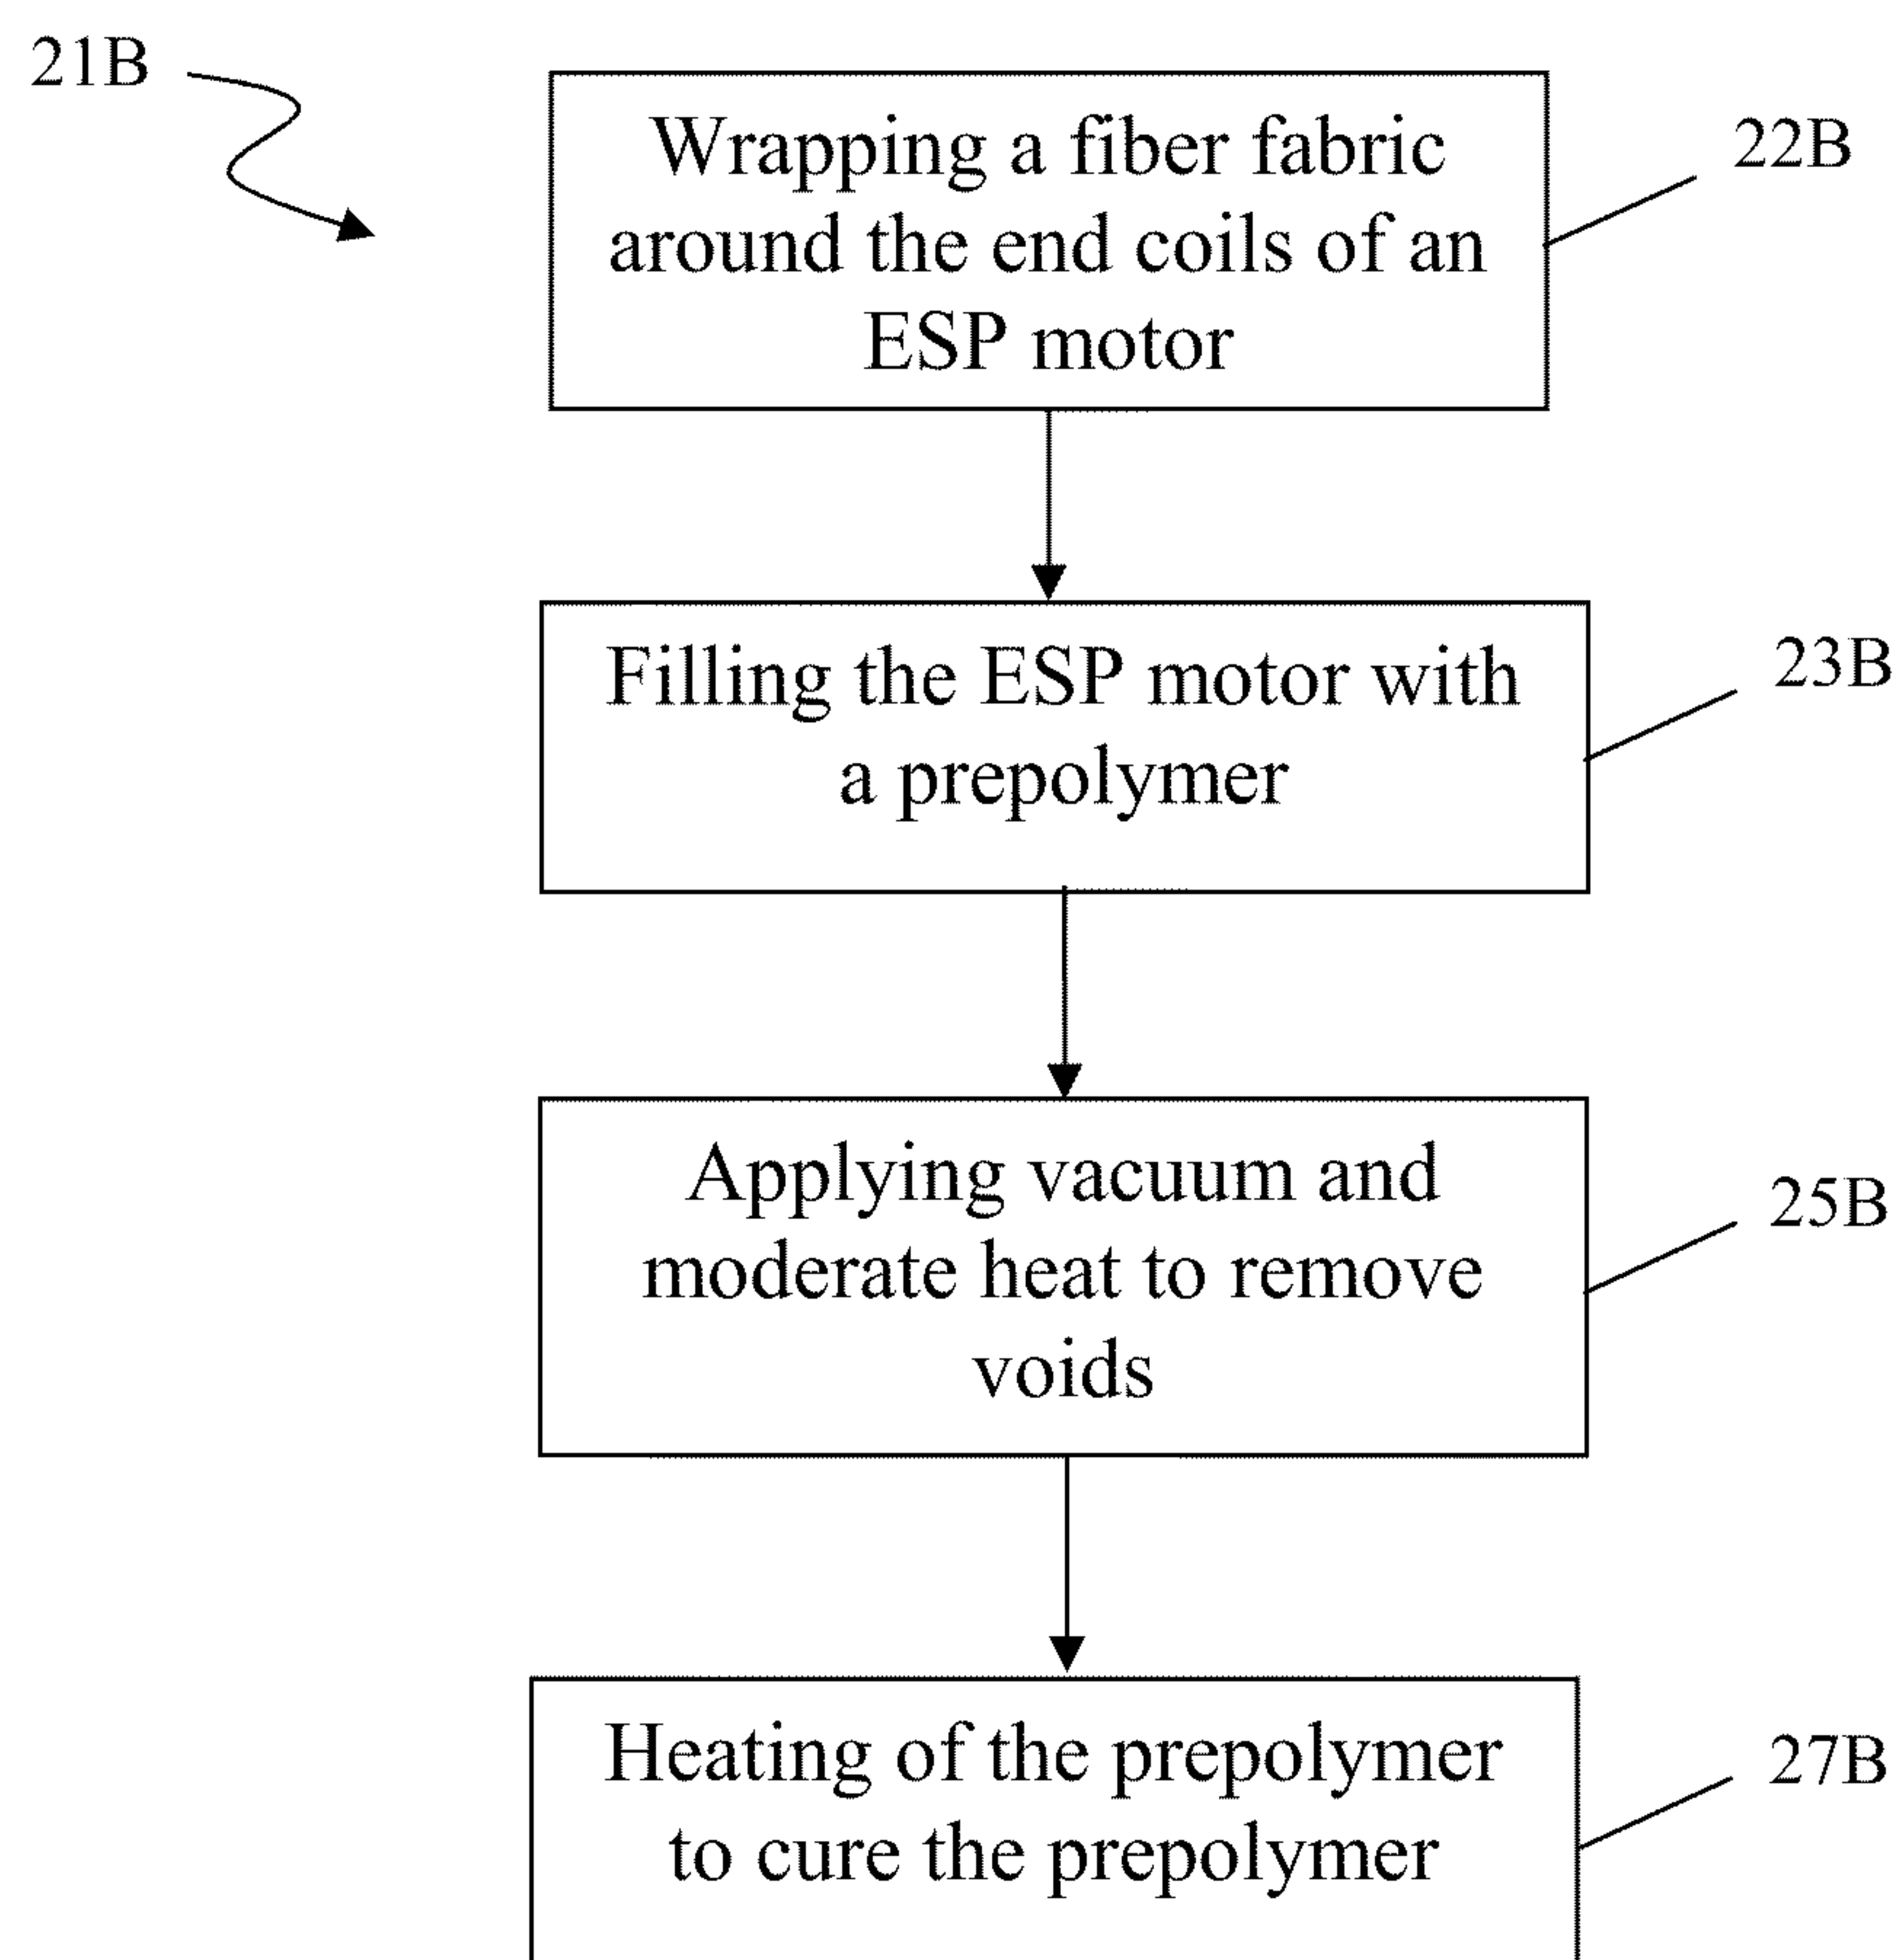 21B
Wrapping a fiber fabric
around the end coils of an
ESP motor
22B
Filling the ESP motor with
a prepolymer
23B
Applying vacuum and
moderate heat to remove
voids
25B
Heating of the prepolymer
to cure the prepolymer
27B